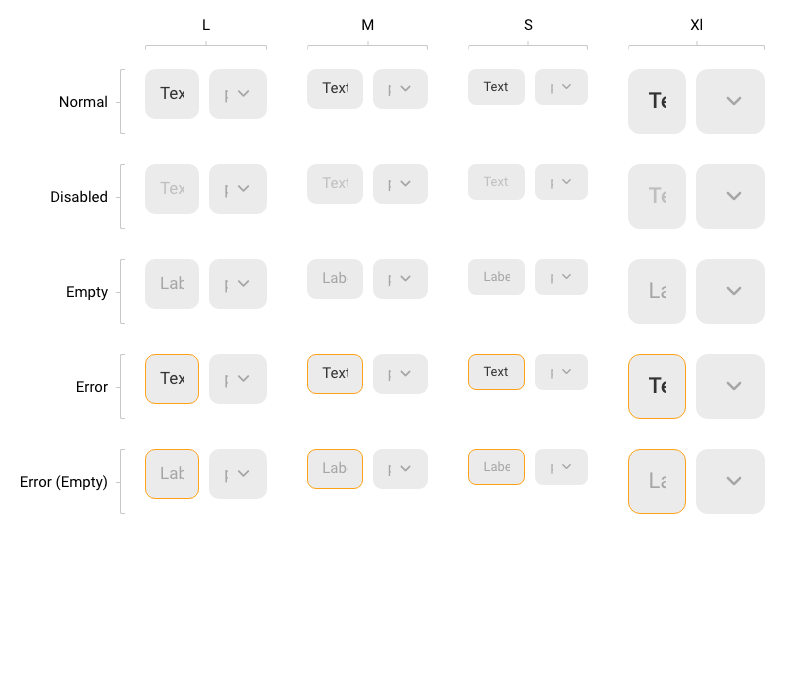 L M S Xl
Normal Tex Text Text Te
Disabled Tex Text Text Te
Empty Lab Lab Labe La
Error Tex Text Text Te
Error (Empty) Lab Lab Labe La